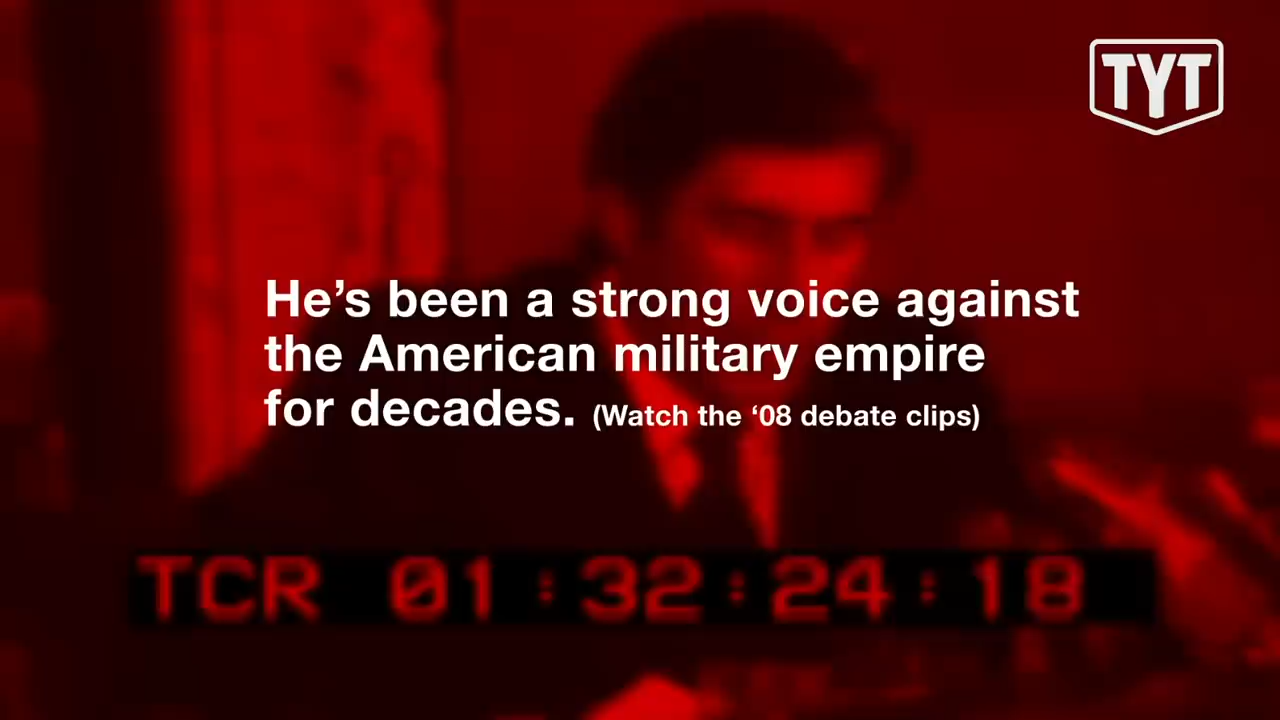 TYT
He’s been a strong voice against
the American military empire
for decades. (Watch the ‘08 debate clips)
TCR 01:32:24:18